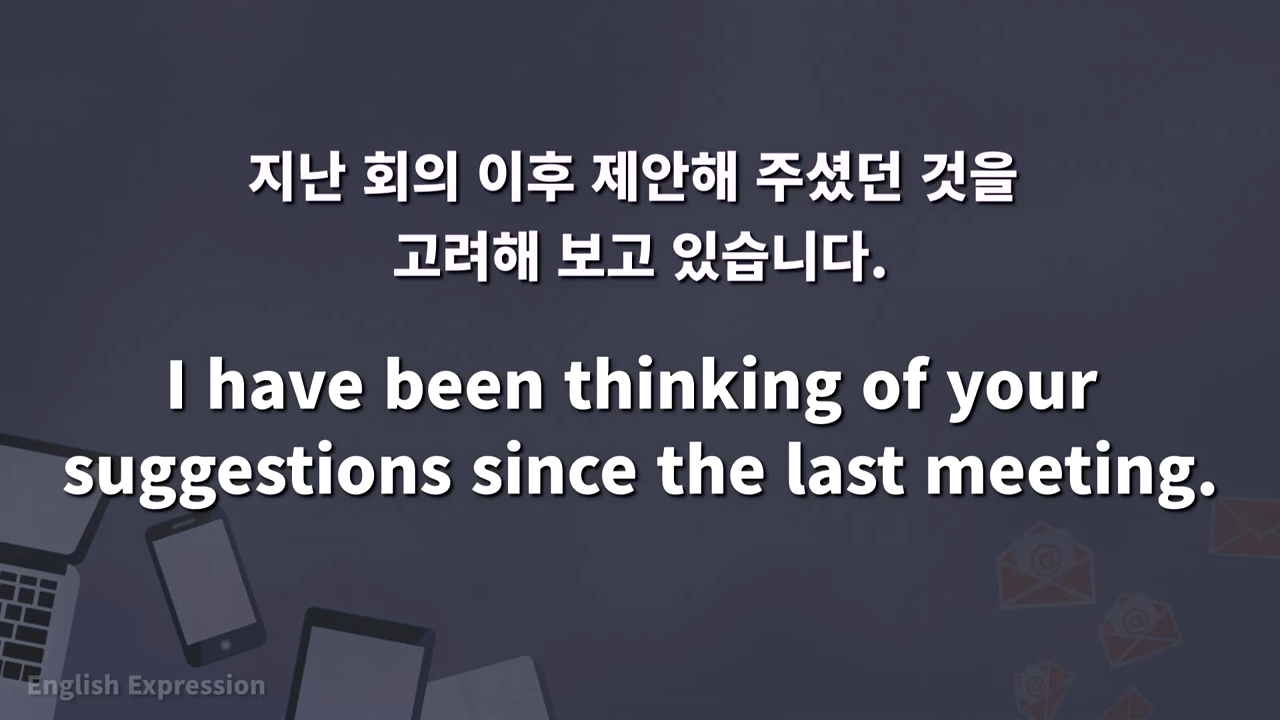 지난 회의 이후 제안해 주셨던 것을
고려해 보고 있습니다.
I have been thinking of your
suggestions since the last meeting.
English Expression